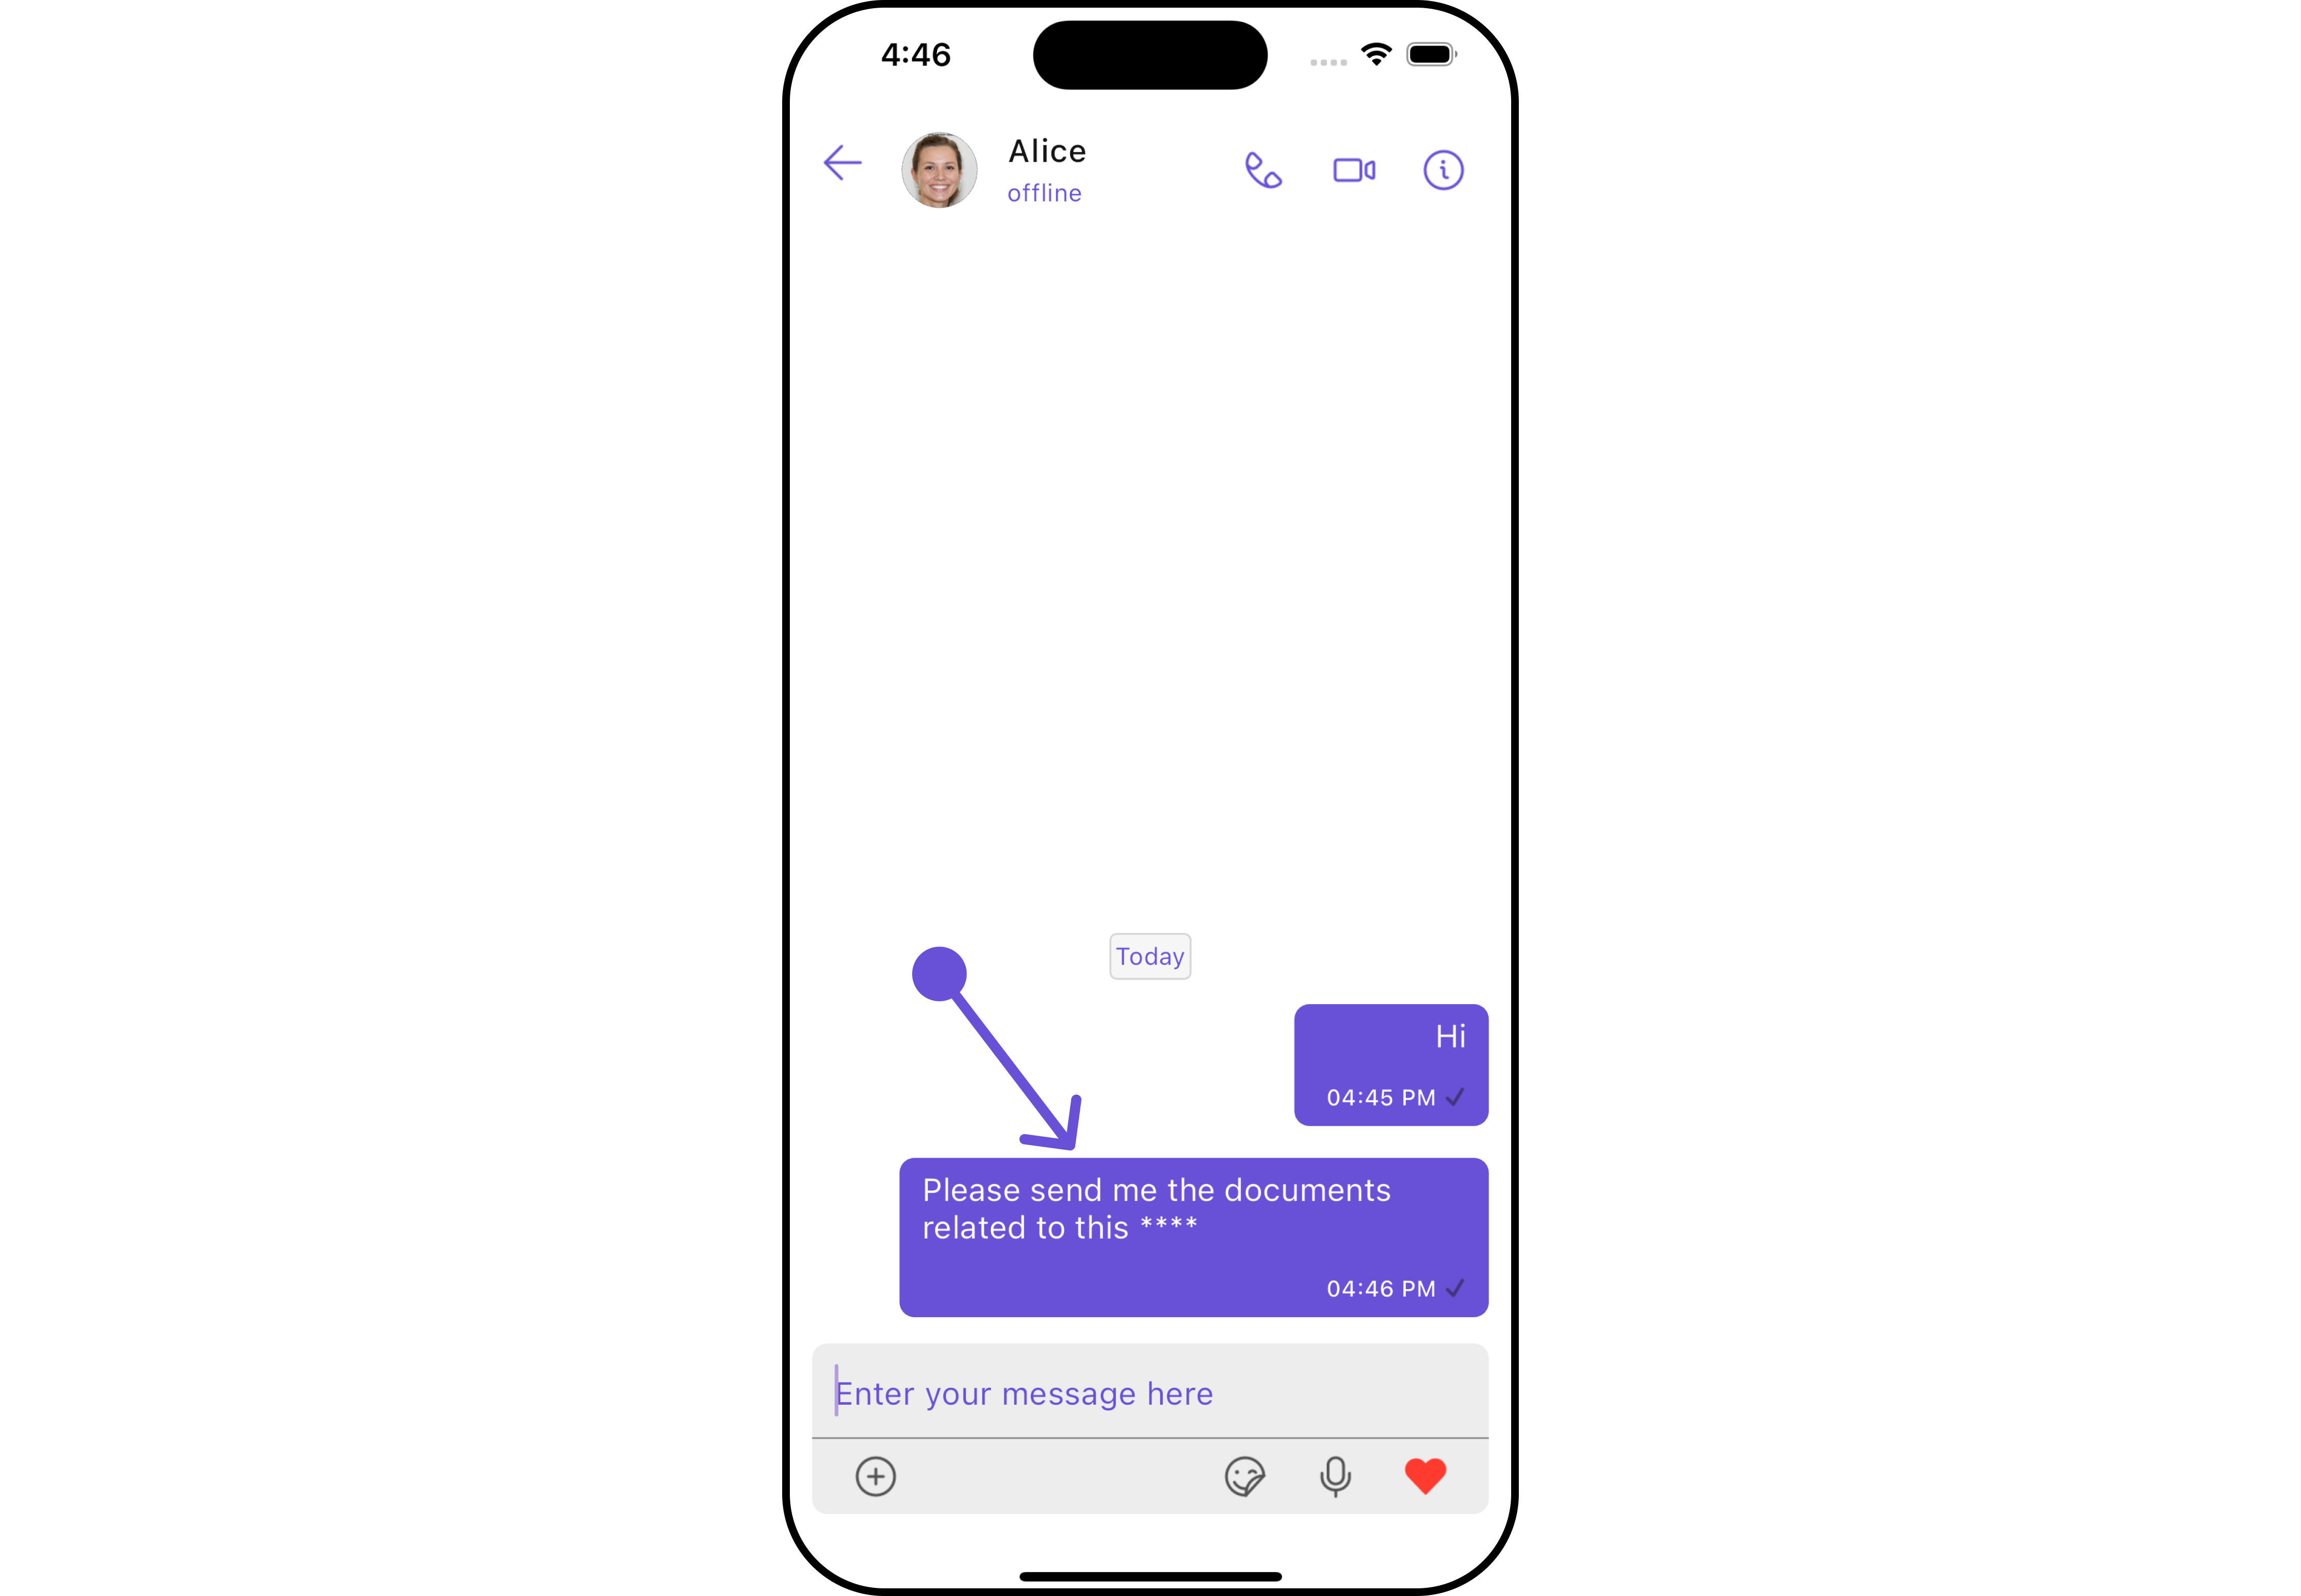 4:46
Alice
offline
Today
Hi
04:45 PM
Please send me the documents
related to this ****
04:46 PM
Enter your message here